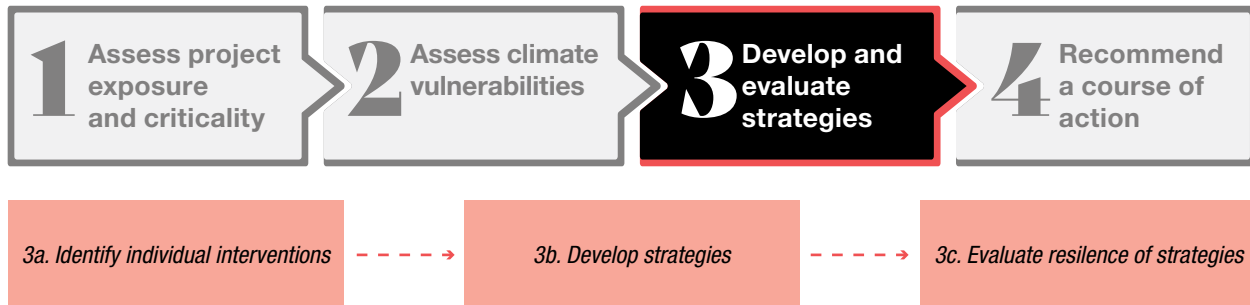 1
Assess project
exposure
and criticality
2
Assess climate
vulnerabilities
3
Develop and
evaluate
strategies
4
Recommend
a course of
action
3a. Identify individual interventions
3b. Develop strategies
3c. Evaluate resilence of strategies